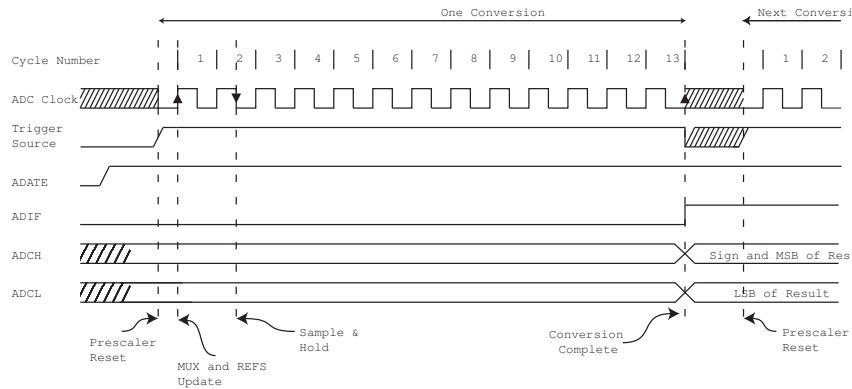 One Conversion
Next Conversi
Cycle Number
1 2 3 4 5 6 7 8 9 10 11 12 13 1 2
ADC Clock
Trigger
Source
ADATE
ADIF
ADCH
Sign and MSB of Res
ADCL
LSB of Result
Prescaler
Reset
MUX and REFS
Update
Sample &
Hold
Conversion
Complete
Prescaler
Reset